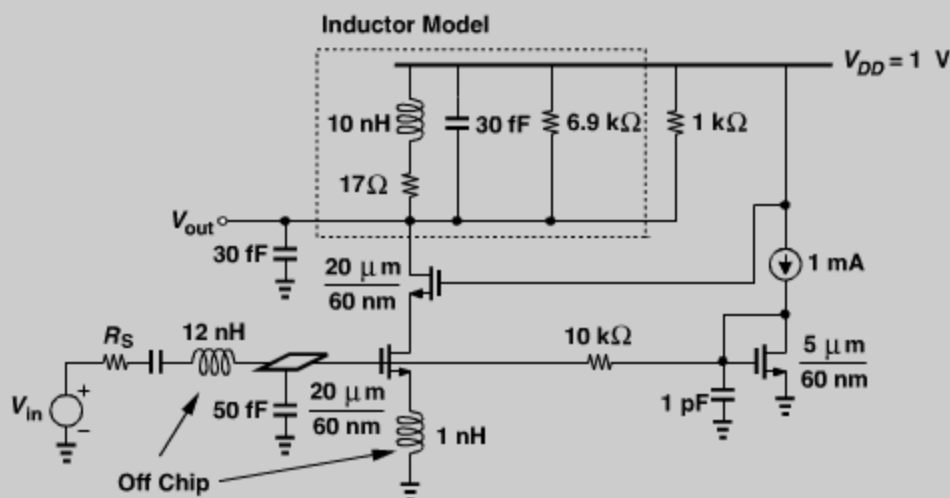 Inductor Model
V_DD = 1 V
10 nH
30 fF
6.9 kΩ
1 kΩ
17Ω
V_out
30 fF
20 μm
60 nm
1 mA
R_S
12 nH
10 kΩ
5 μm
60 nm
V_in
+
−
50 fF
20 μm
60 nm
1 nH
1 pF
Off Chip